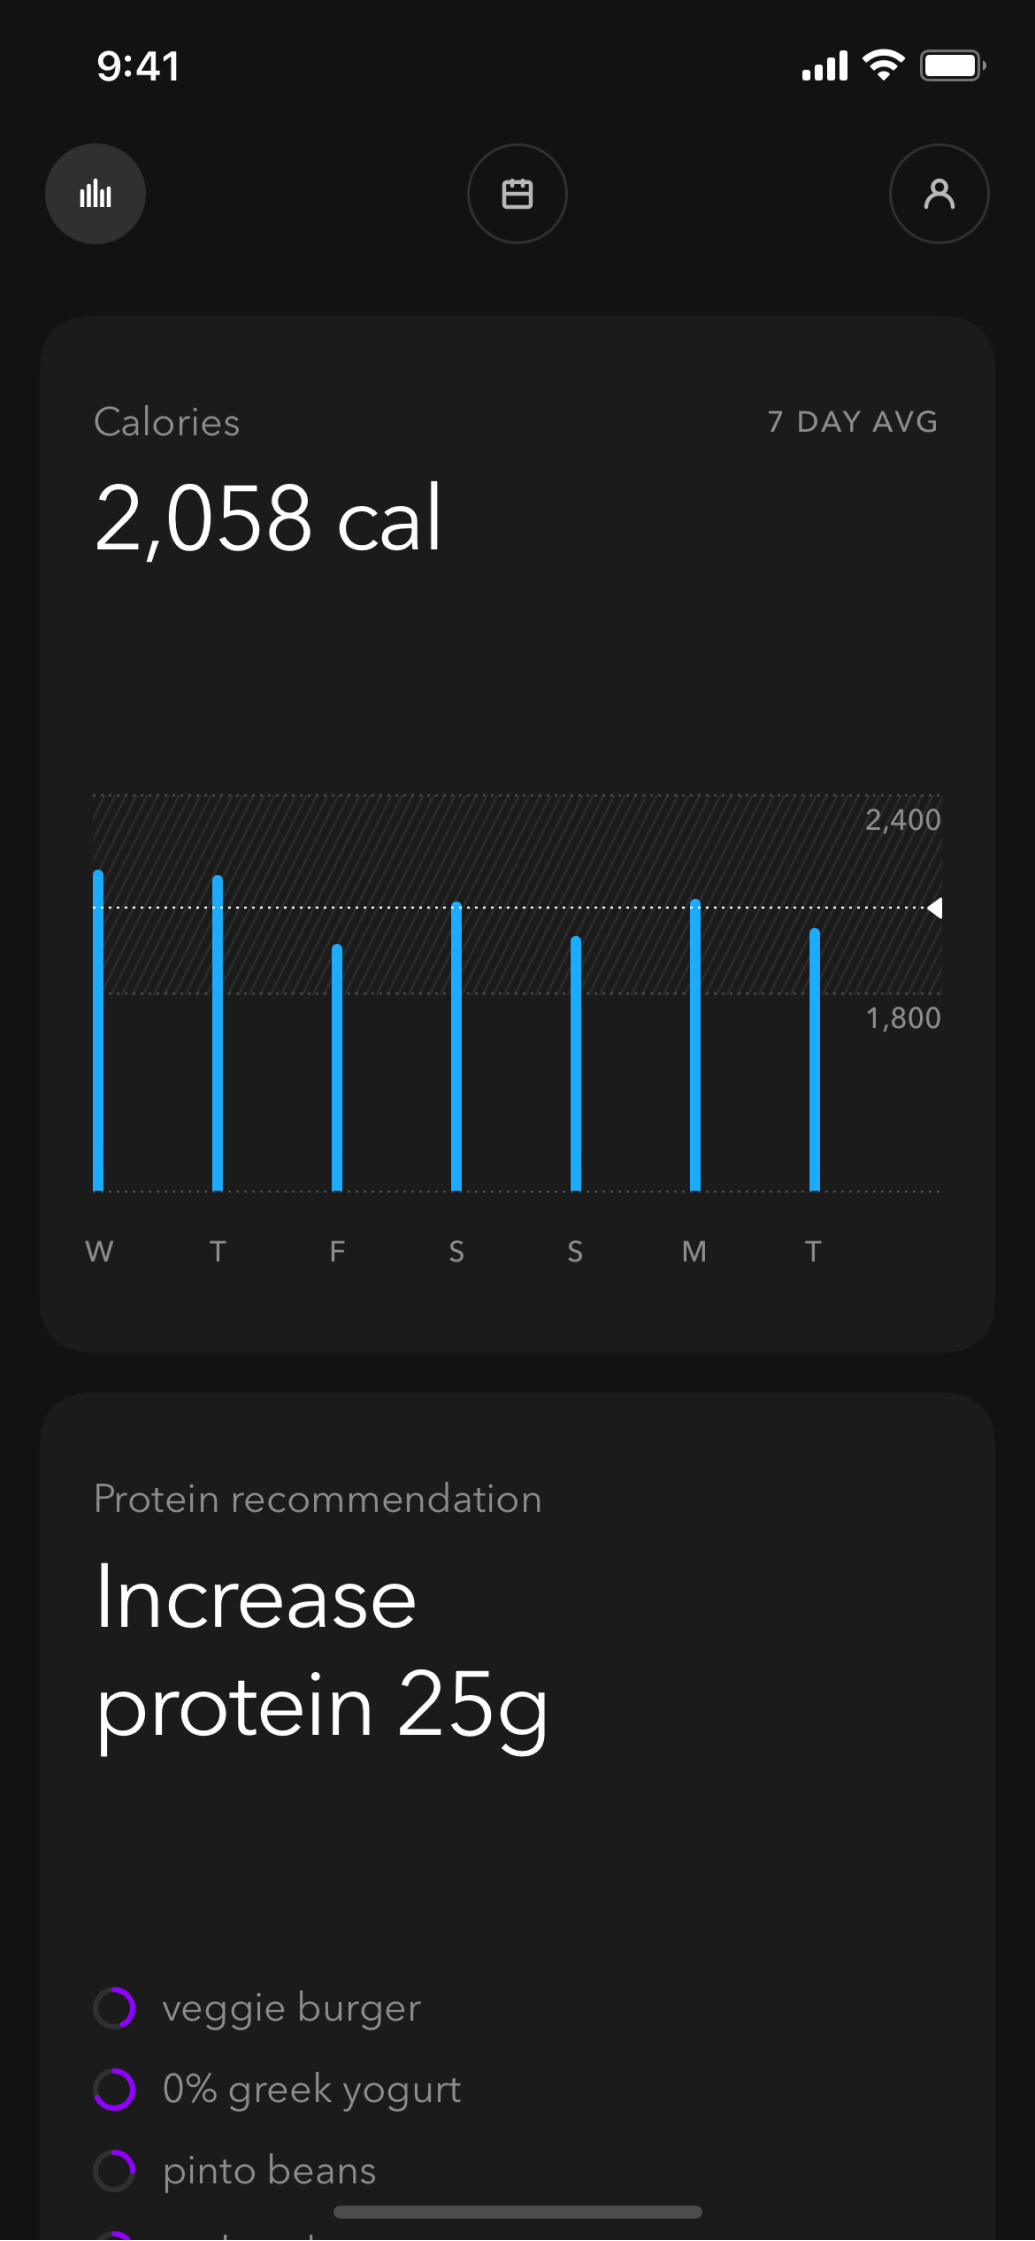 9:41
Calories
7 DAY AVG
2,058 cal
2,400
1,800
W T F S S M T
Protein recommendation
Increase
protein 25g
veggie burger
0% greek yogurt
pinto beans